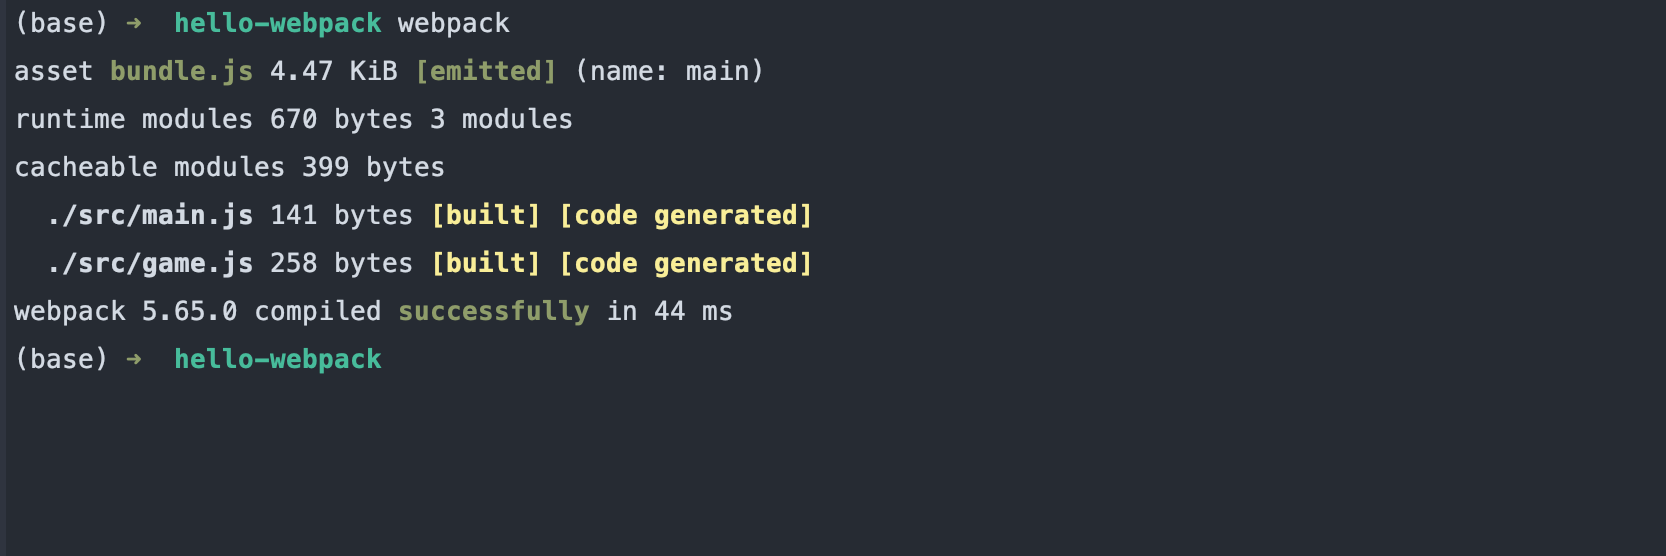 (base) ➜  hello-webpack webpack
asset bundle.js 4.47 KiB [emitted] (name: main)
runtime modules 670 bytes 3 modules
cacheable modules 399 bytes
  ./src/main.js 141 bytes [built] [code generated]
  ./src/game.js 258 bytes [built] [code generated]
webpack 5.65.0 compiled successfully in 44 ms
(base) ➜  hello-webpack